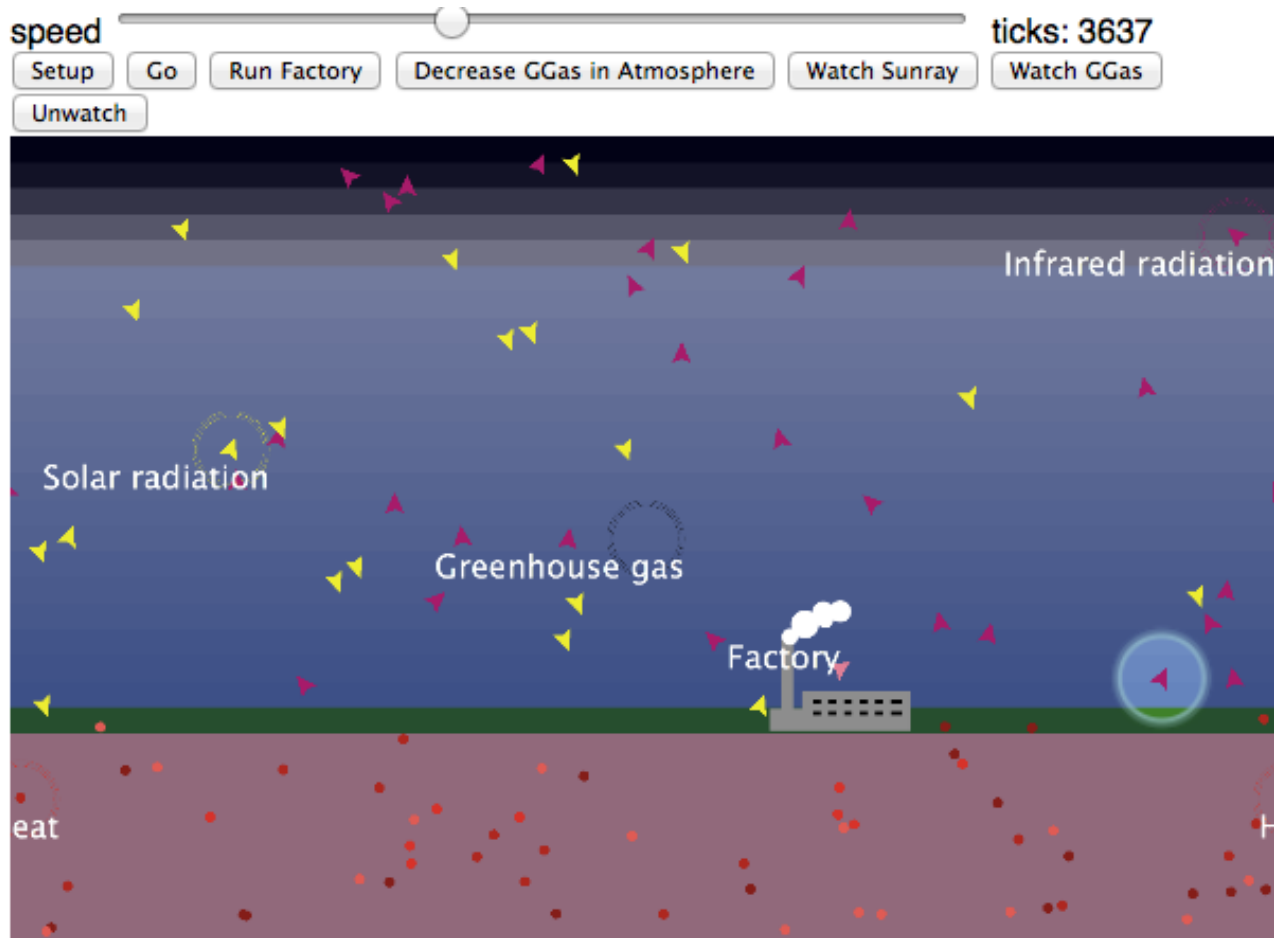 speed ticks: 3637
Setup Go Run Factory Decrease GGas in Atmosphere Watch Sunray Watch GGas
Unwatch
Infrared radiation
Solar radiation
Greenhouse gas
Factory
eat H